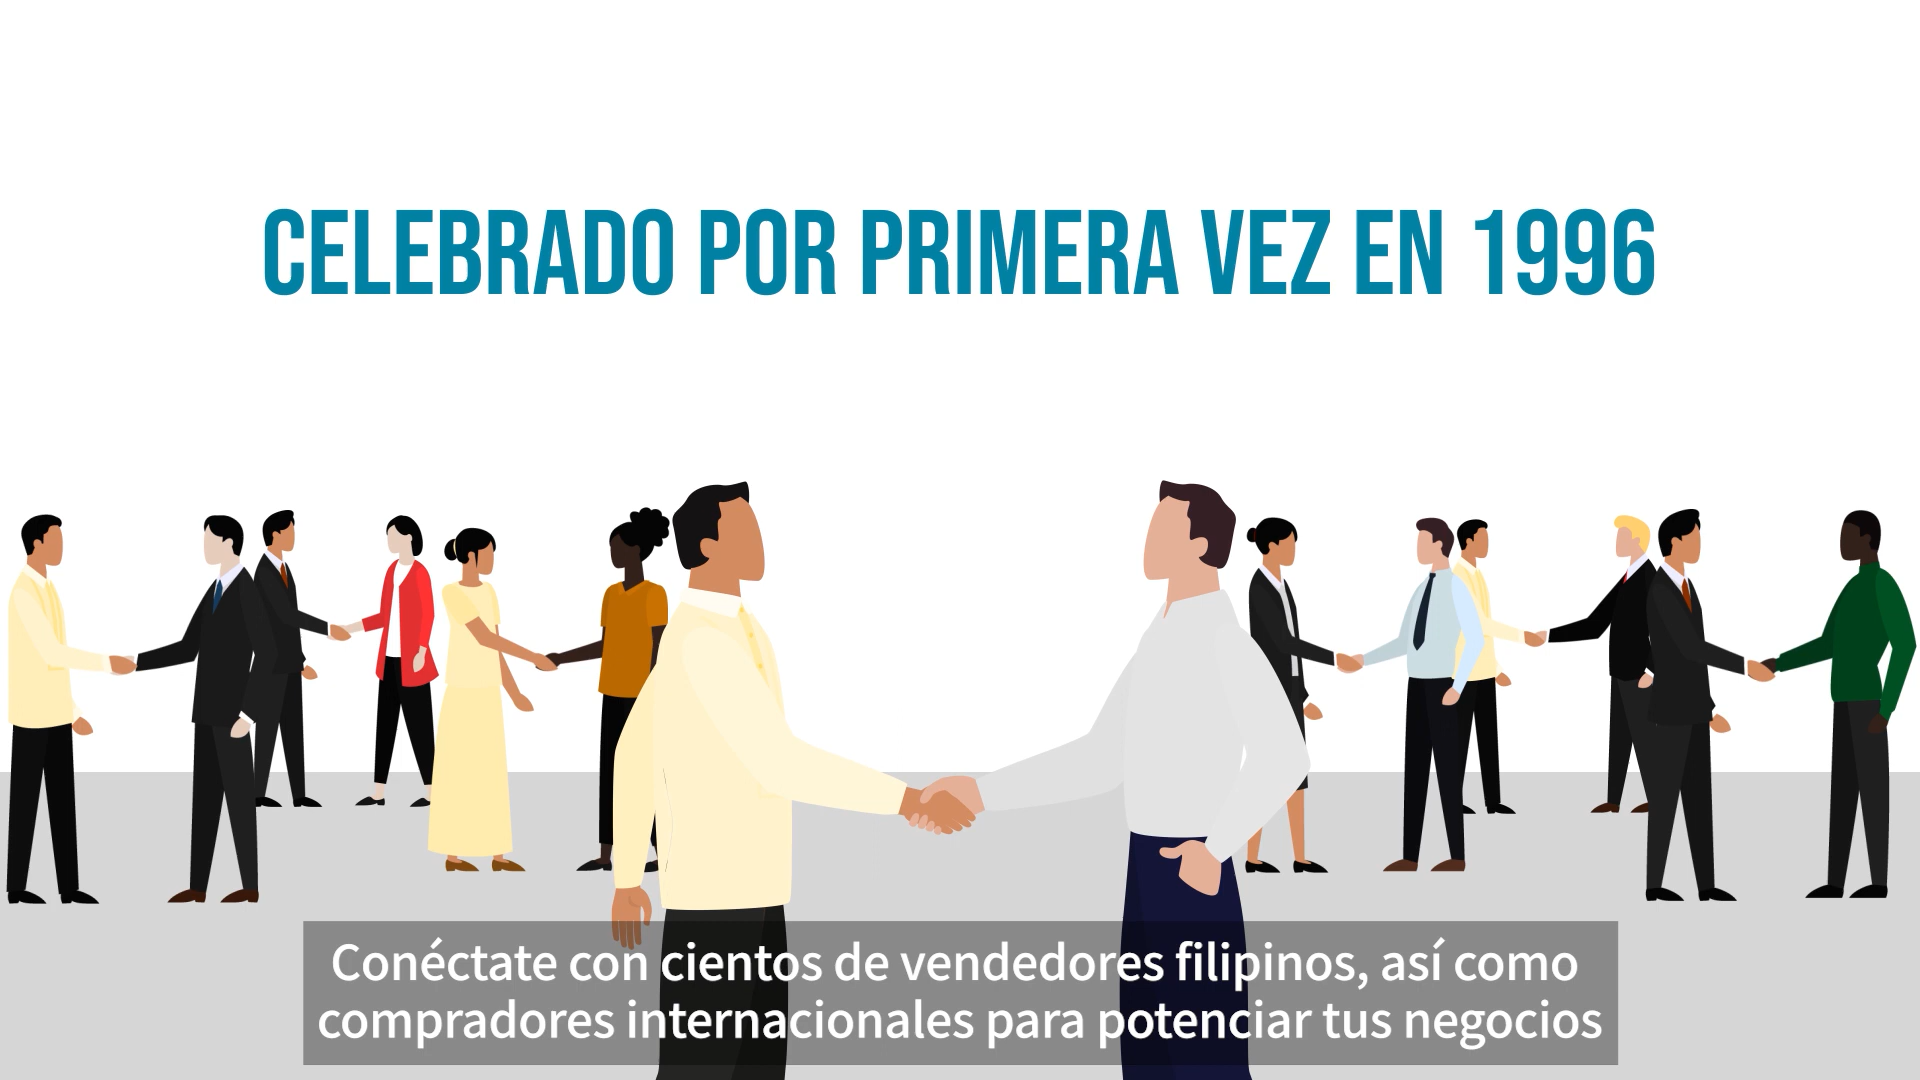 CELEBRADO POR PRIMERA VEZ EN 1996
Conéctate con cientos de vendedores filipinos, así como
compradores internacionales para potenciar tus negocios